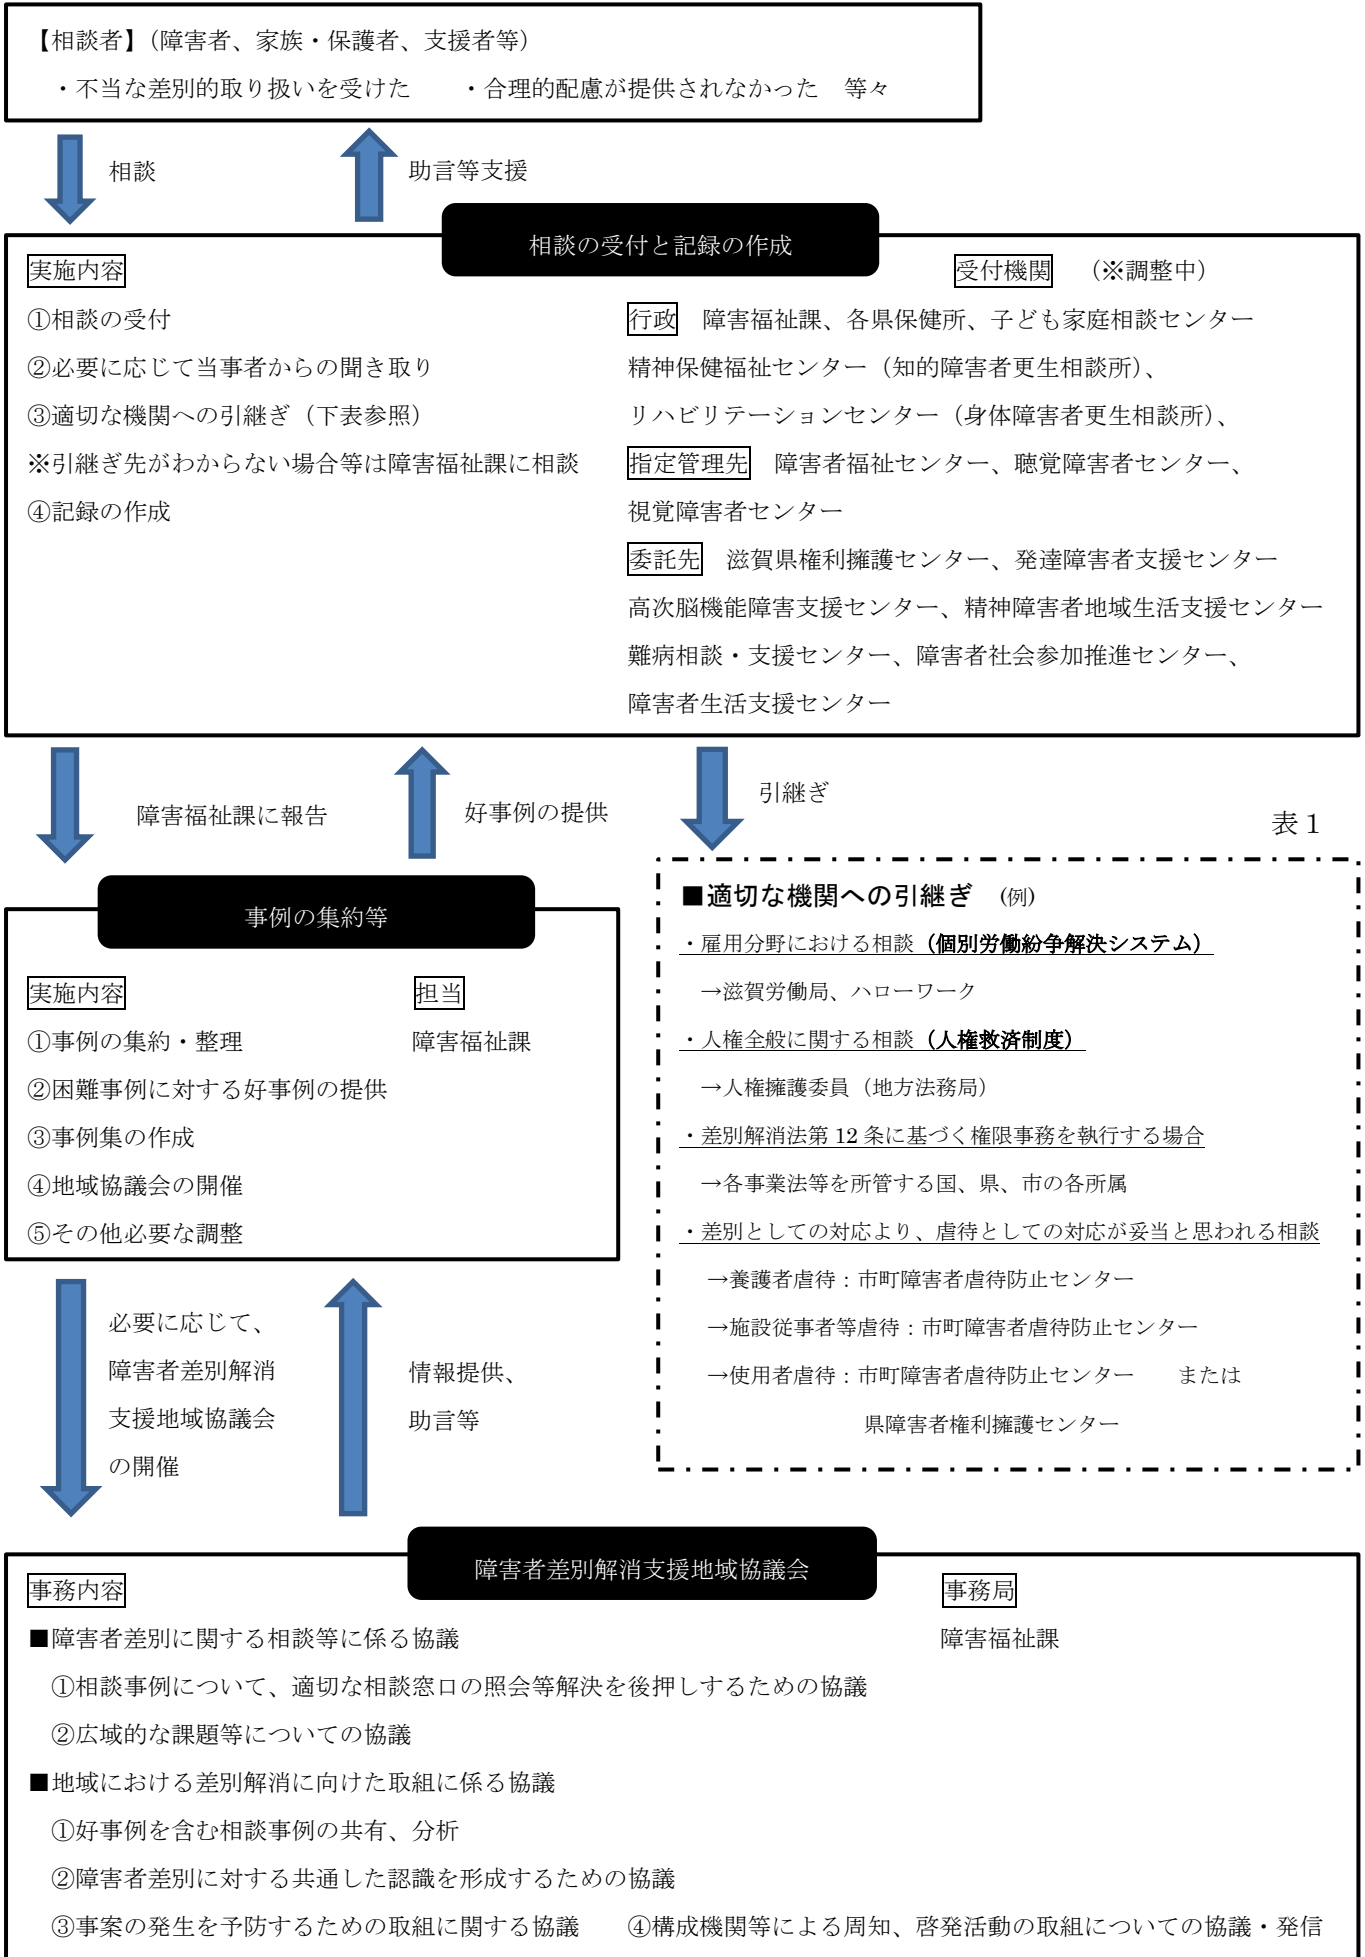 【相談者】（障害者、家族・保護者、支援者等）
・不当な差別的取り扱いを受けた　　・合理的配慮が提供されなかった　等々
相談
助言等支援
相談の受付と記録の作成
実施内容
①相談の受付
②必要に応じて当事者からの聞き取り
③適切な機関への引継ぎ（下表参照）
※引継ぎ先がわからない場合等は障害福祉課に相談
④記録の作成
受付機関　（※調整中）
行政　障害福祉課、各県保健所、子ども家庭相談センター
精神保健福祉センター（知的障害者更生相談所）、
リハビリテーションセンター（身体障害者更生相談所）、
指定管理先　障害者福祉センター、聴覚障害者センター、
視覚障害者センター
委託先　滋賀県権利擁護センター、発達障害者支援センター
高次脳機能障害支援センター、精神障害者地域生活支援センター
難病相談・支援センター、障害者社会参加推進センター、
障害者生活支援センター
障害福祉課に報告
好事例の提供
引継ぎ
表１
事例の集約等
実施内容
①事例の集約・整理
②困難事例に対する好事例の提供
③事例集の作成
④地域協議会の開催
⑤その他必要な調整
担当
障害福祉課
■適切な機関への引継ぎ　(例)
・雇用分野における相談（個別労働紛争解決システム）
→滋賀労働局、ハローワーク
・人権全般に関する相談（人権救済制度）
→人権擁護委員（地方法務局）
・差別解消法第 12 条に基づく権限事務を執行する場合
→各事業法等を所管する国、県、市の各所属
・差別としての対応より、虐待としての対応が妥当と思われる相談
→養護者虐待：市町障害者虐待防止センター
→施設従事者等虐待：市町障害者虐待防止センター
→使用者虐待：市町障害者虐待防止センター　　または
県障害者権利擁護センター
必要に応じて、
障害者差別解消
支援地域協議会
の開催
情報提供、
助言等
障害者差別解消支援地域協議会
事務内容
■障害者差別に関する相談等に係る協議
①相談事例について、適切な相談窓口の照会等解決を後押しするための協議
②広域的な課題等についての協議
■地域における差別解消に向けた取組に係る協議
①好事例を含む相談事例の共有、分析
②障害者差別に対する共通した認識を形成するための協議
③事案の発生を予防するための取組に関する協議　　④構成機関等による周知、啓発活動の取組についての協議・発信
事務局
障害福祉課